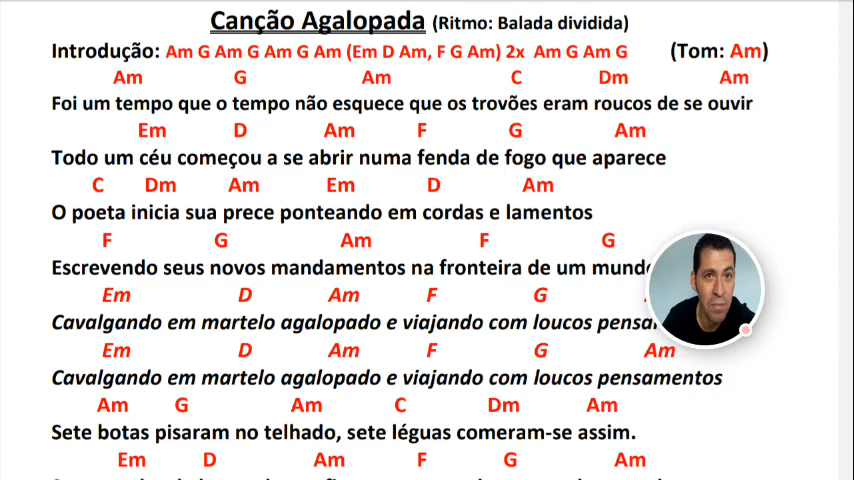 Canção Agalopada (Ritmo: Balada dividida)
Introdução: Am G Am G Am G Am (Em D Am, F G Am) 2x Am G Am G (Tom: Am)
Am G Am C Dm Am
Foi um tempo que o tempo não esquece que os trovões eram roucos de se ouvir
Em D Am F G Am
Todo um céu começou a se abrir numa fenda de fogo que aparece
C Dm Am Em D Am
O poeta inicia sua prece ponteando em cordas e lamentos
F G Am F G
Escrevendo seus novos mandamentos na fronteira de um
Em D Am F G
Cavalgando em martelo agalopado e viajando com loucos
Em D Am F G Am
Cavalgando em martelo agalopado e viajando com loucos pensamentos
Am G Am C Dm Am
Sete botas pisaram no telhado, sete léguas comeram-se assim.
Em D Am F G Am